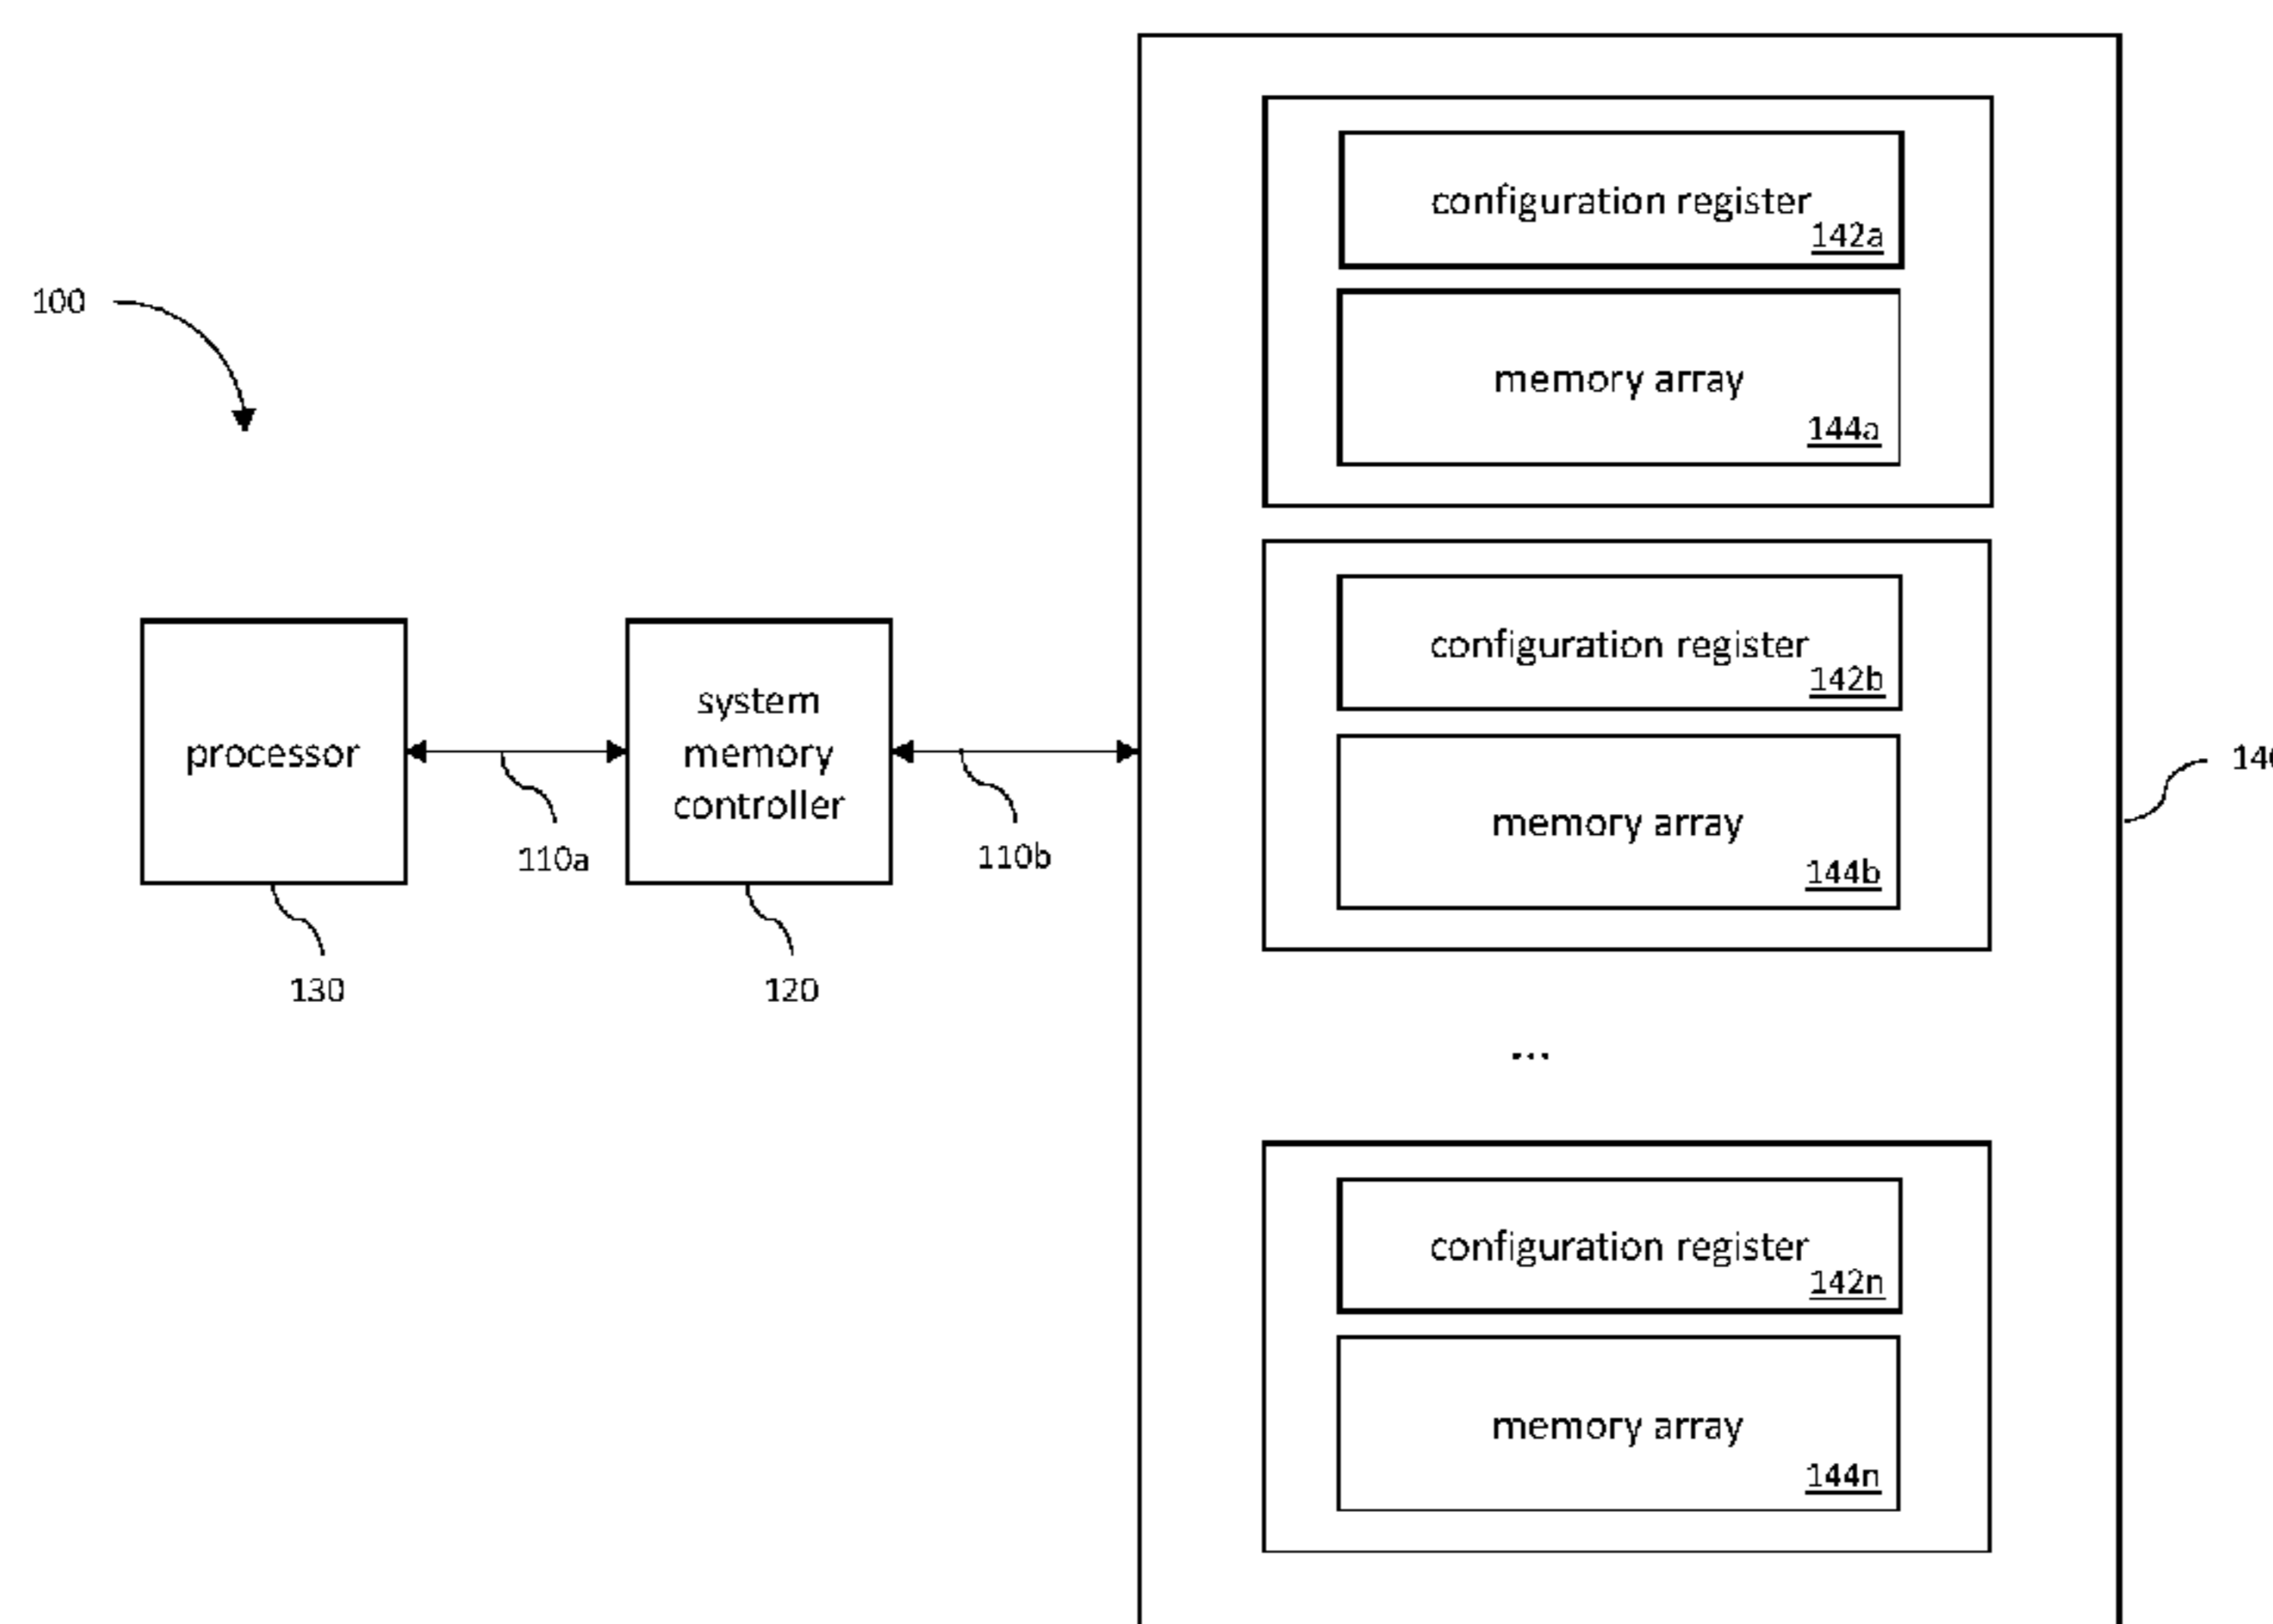 100
processor
130
110a
system
memory
controller
120
110b
configuration register
142a
memory array
144a
configuration register
142b
memory array
144b
...
configuration register
142n
memory array
144n